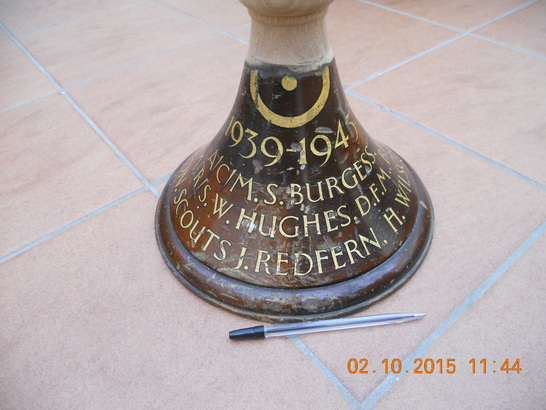 1939-1945
M.S. BURGESS.
W. HUGHES. D.F.M.
SCOUTS J. REDFERN. H.
02.10.2015 11:44